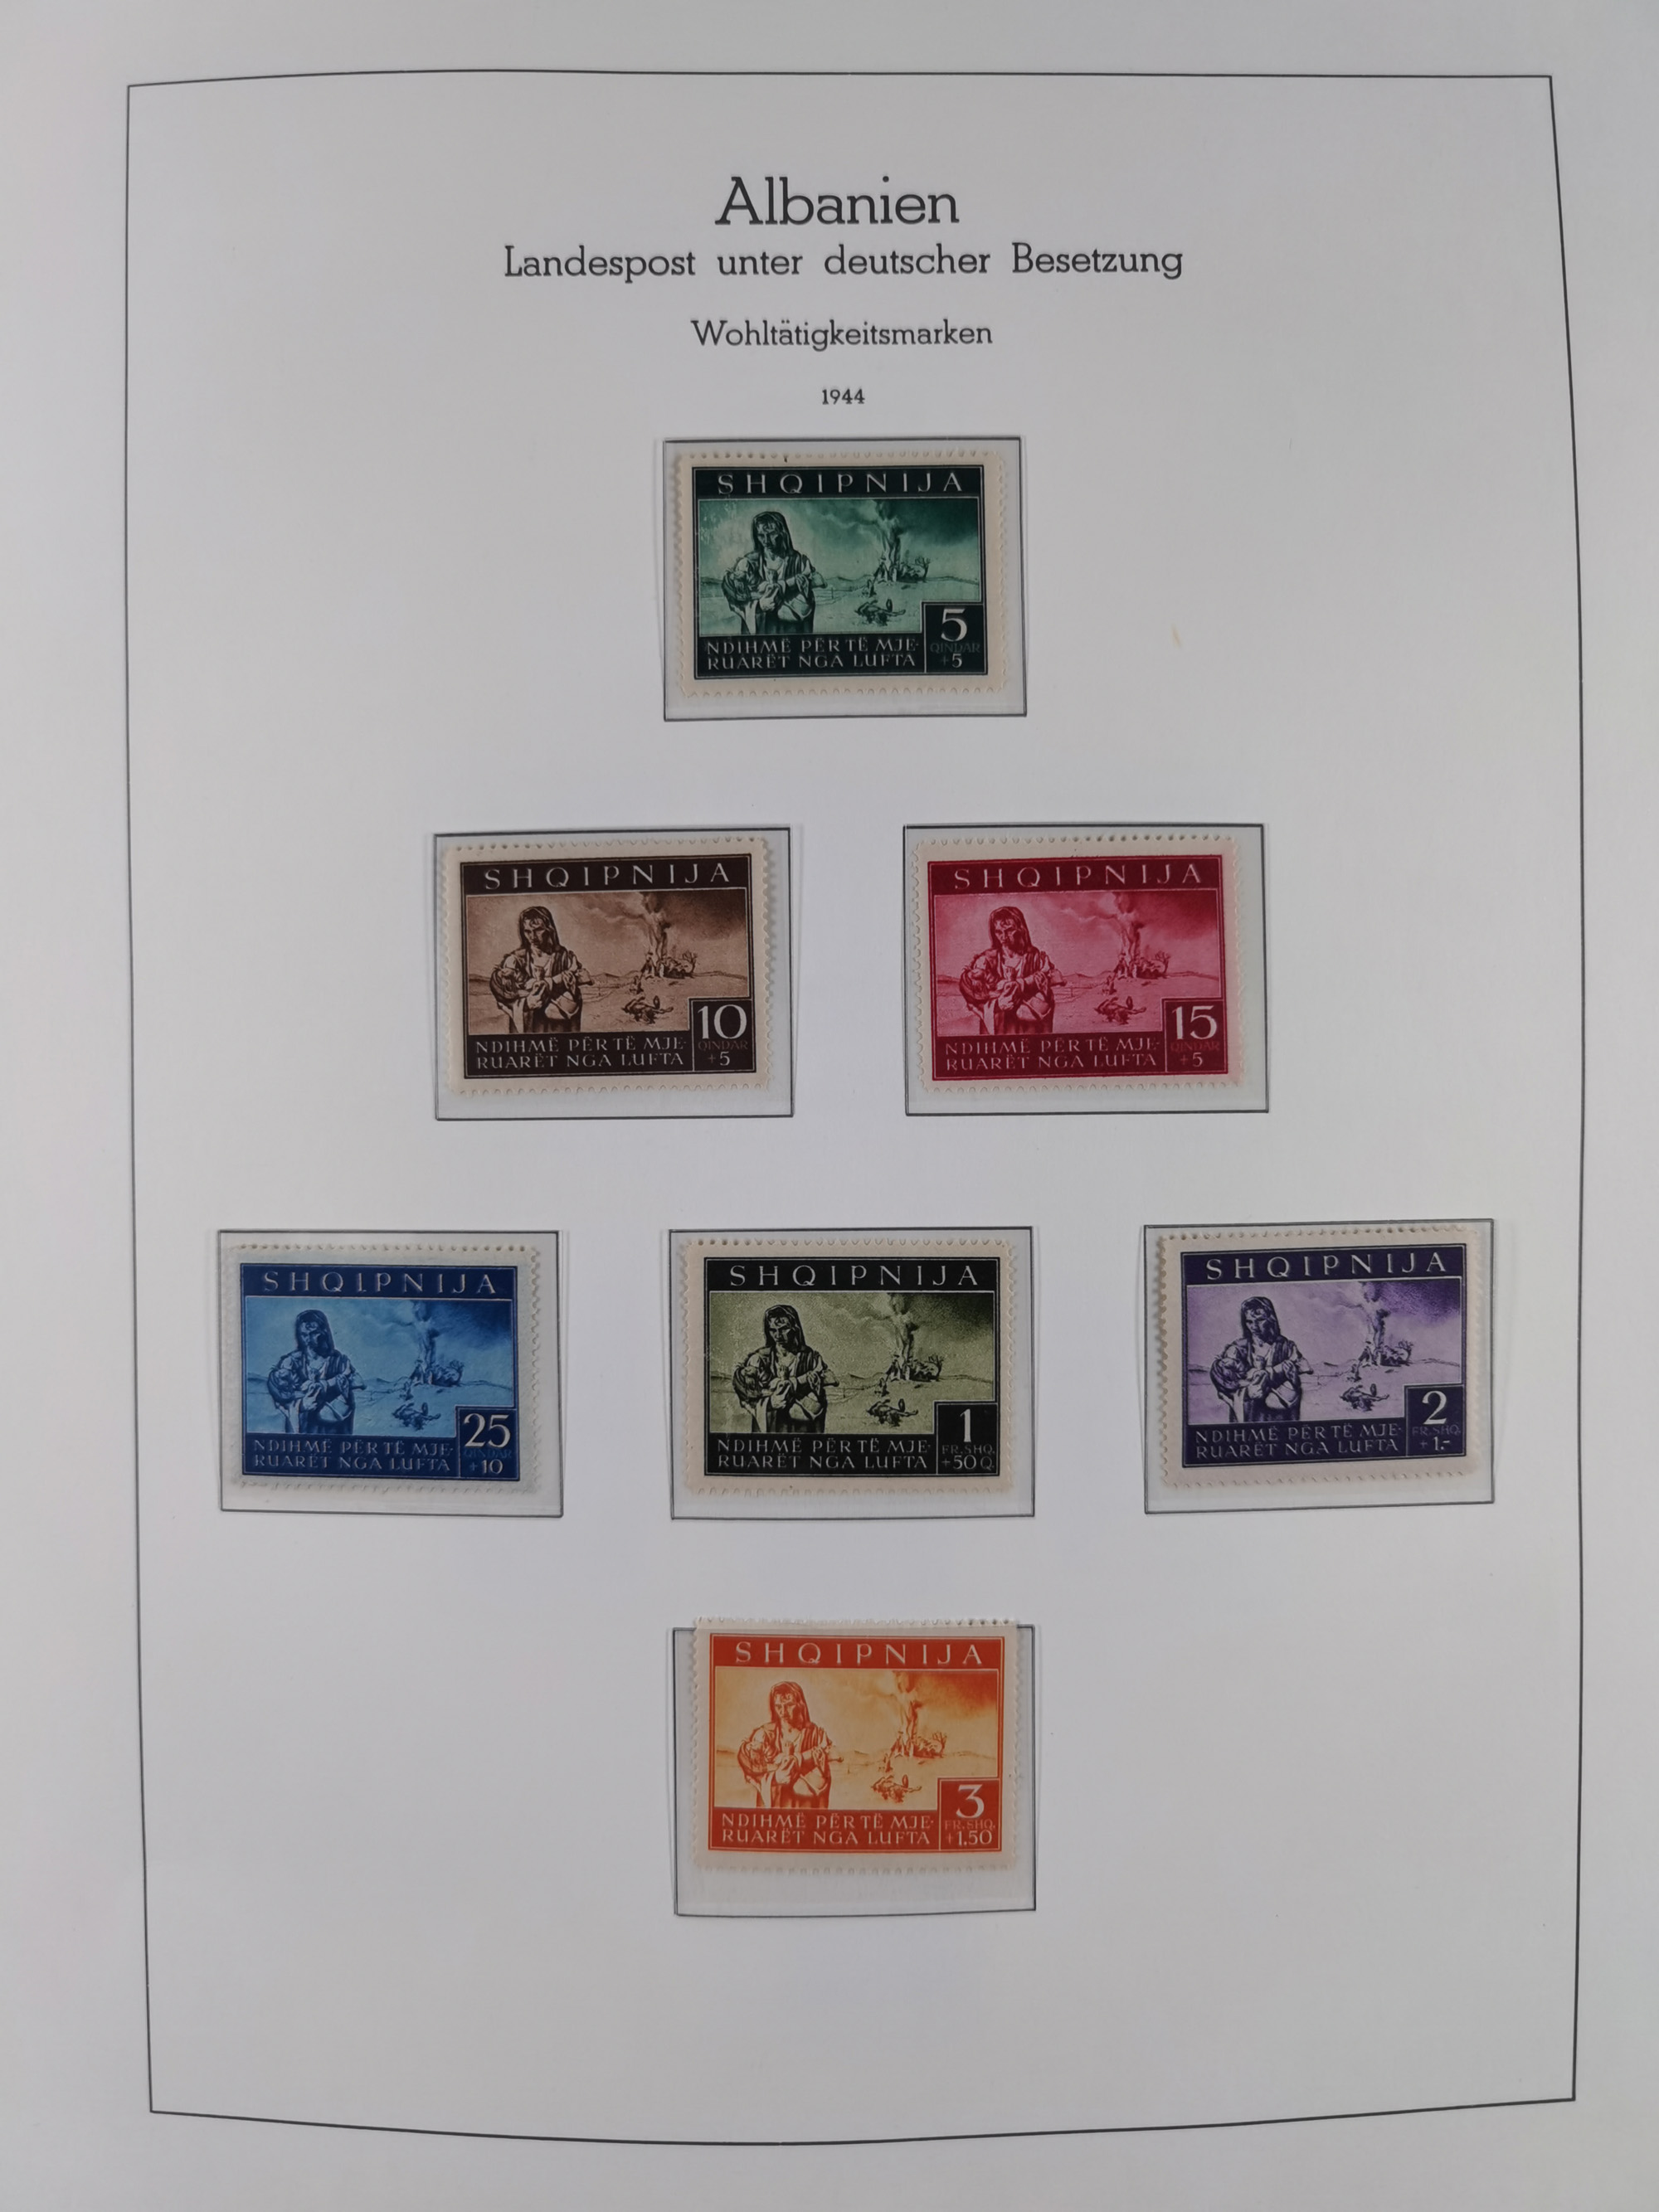 Albanien
Landespost unter deutscher Besetzung
Wohltätigkeitsmarken
1944
SHQIPNIJA
NDIHMË PËR TË MJE-
RUARËT NGA LUFTA
5
QINDAR
+5
SHQIPNIJA
NDIHMË PËR TË MJE-
RUARËT NGA LUFTA
10
QINDAR
+5
SHQIPNIJA
NDIHMË PËR TË MJE-
RUARËT NGA LUFTA
15
QINDAR
+5
SHQIPNIJA
NDIHMË PËR TË MJE-
RUARËT NGA LUFTA
25
QINDAR
+10
SHQIPNIJA
NDIHMË PËR TË MJE-
RUARËT NGA LUFTA
1
FR.SHQ.
+50 Q.
SHQIPNIJA
NDIHMË PËR TË MJE-
RUARËT NGA LUFTA
2
FR.SHQ.
+1.-
SHQIPNIJA
NDIHMË PËR TË MJE-
RUARËT NGA LUFTA
3
FR.SHQ.
+1.50